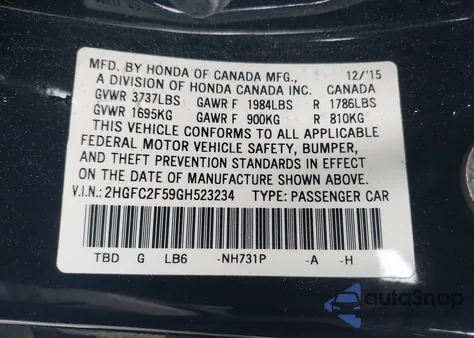 MFD. BY HONDA OF CANADA MFG., 12/'15
A DIVISION OF HONDA CANADA INC. CANADA
GVWR 3737LBS GAWR F 1984LBS R 1786LBS
GVWR 1695KG GAWR F 900KG R 810KG
THIS VEHICLE CONFORMS TO ALL APPLICABLE
FEDERAL MOTOR VEHICLE SAFETY, BUMPER,
AND THEFT PREVENTION STANDARDS IN EFFECT
ON THE DATE OF MANUFACTURE SHOWN ABOVE.
V.I.N.: 2HGFC2F59GH523234 TYPE: PASSENGER CAR
TBD G LB6 -NH731P -A -H
autoSnap